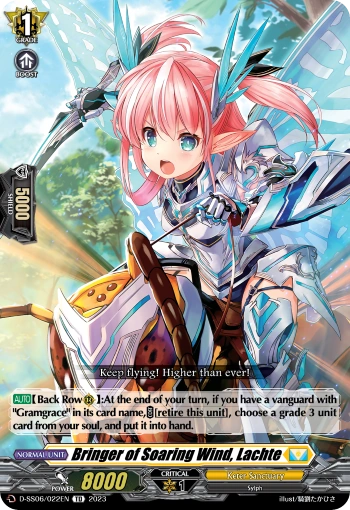 1
GRADE
BOOST
5000
SHIELD
Keep flying! Higher than ever!
AUTO【Back Row】:At the end of your turn, if you have a vanguard with
"Gramgrace" in its card name, [retire this unit], choose a grade 3 unit
card from your soul, and put it into hand.
NORMAL UNIT Bringer of Soaring Wind, Lachte
POWER 8000 CRITICAL 1 Keter Sanctuary
Sylph
D-SS06/022EN TD 2023 illust/騎劉たかひさ